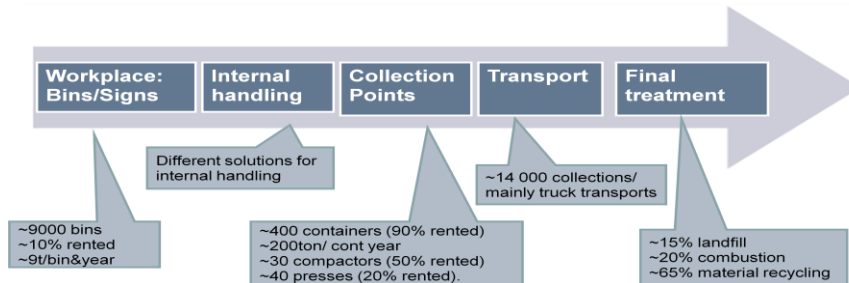 Workplace:
Bins/Signs
Internal
handling
Collection
Points
Transport
Final
treatment
Different solutions for
internal handling
~14 000 collections/
mainly truck transports
~9000 bins
~10% rented
~9t/bin&year
~400 containers (90% rented)
~200ton/ cont year
~30 compactors (50% rented)
~40 presses (20% rented).
~15% landfill
~20% combustion
~65% material recycling